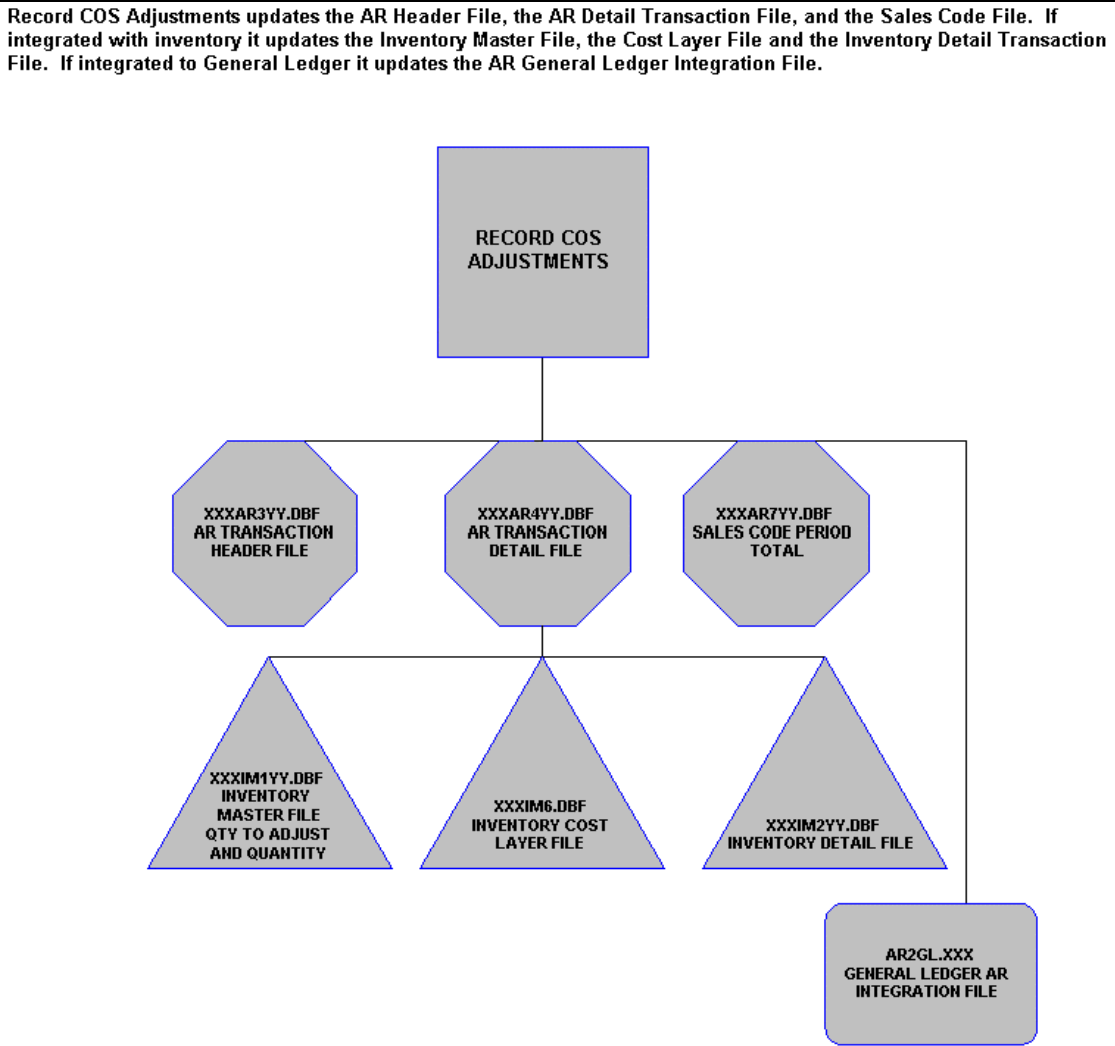 Record COS Adjustments updates the AR Header File, the AR Detail Transaction File, and the Sales Code File.  If
integrated with inventory it updates the Inventory Master File, the Cost Layer File and the Inventory Detail Transaction
File.  If integrated to General Ledger it updates the AR General Ledger Integration File.
RECORD COS
ADJUSTMENTS
XXXAR3YY.DBF
AR TRANSACTION
HEADER FILE
XXXAR4YY.DBF
AR TRANSACTION
DETAIL FILE
XXXAR7YY.DBF
SALES CODE PERIOD
TOTAL
XXXIM1YY.DBF
INVENTORY
MASTER FILE
QTY TO ADJUST
AND QUANTITY
XXXIM6.DBF
INVENTORY COST
LAYER FILE
XXXIM2YY.DBF
INVENTORY DETAIL FILE
AR2GL.XXX
GENERAL LEDGER AR
INTEGRATION FILE